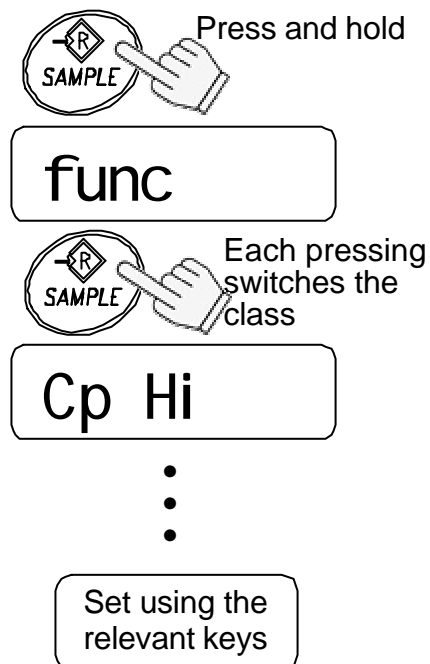 Press and hold
R
SAMPLE
func
R
SAMPLE
Each pressing
switches the
class
Cp Hi
Set using the
relevant keys